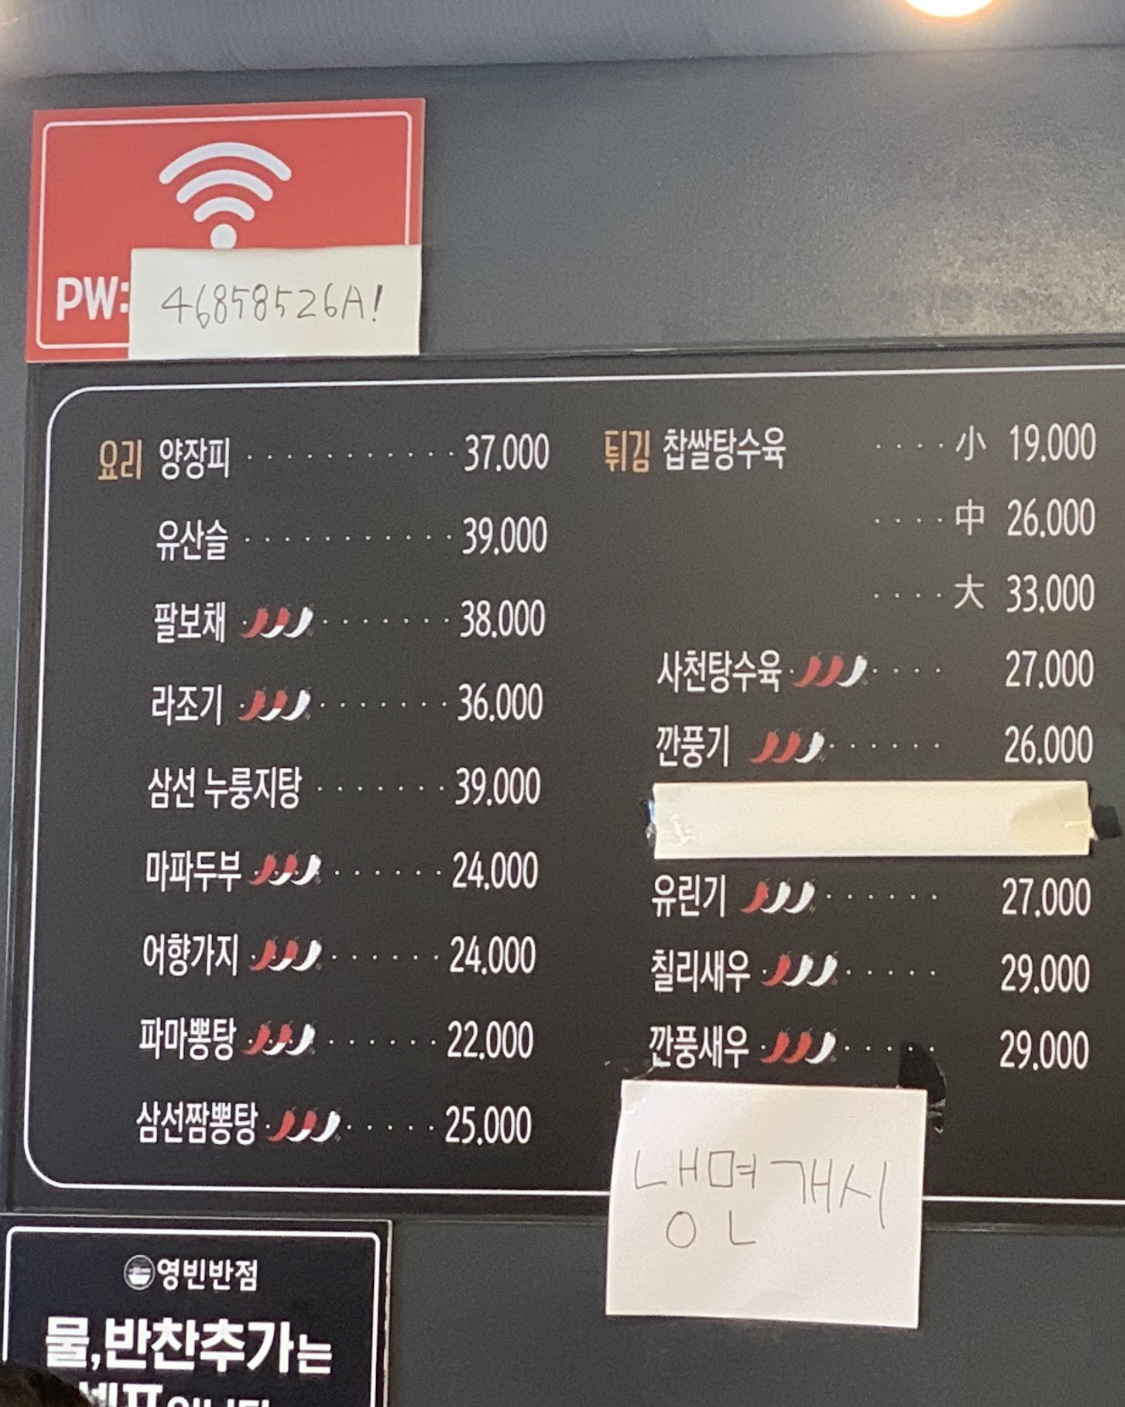 PW: 46858526A!
요리 양장피 37.000
유산슬 39.000
팔보채 38.000
라조기 36.000
삼선 누룽지탕 39.000
마파두부 24.000
어향가지 24.000
파마뽕탕 22.000
삼선짬뽕탕 25.000
튀김 찹쌀탕수육 小 19.000
中 26.000
大 33.000
사천탕수육 27.000
깐풍기 26.000
유린기 27.000
칠리새우 29.000
깐풍새우 29.000
냉면 개시
영빈반점
물,반찬추가는